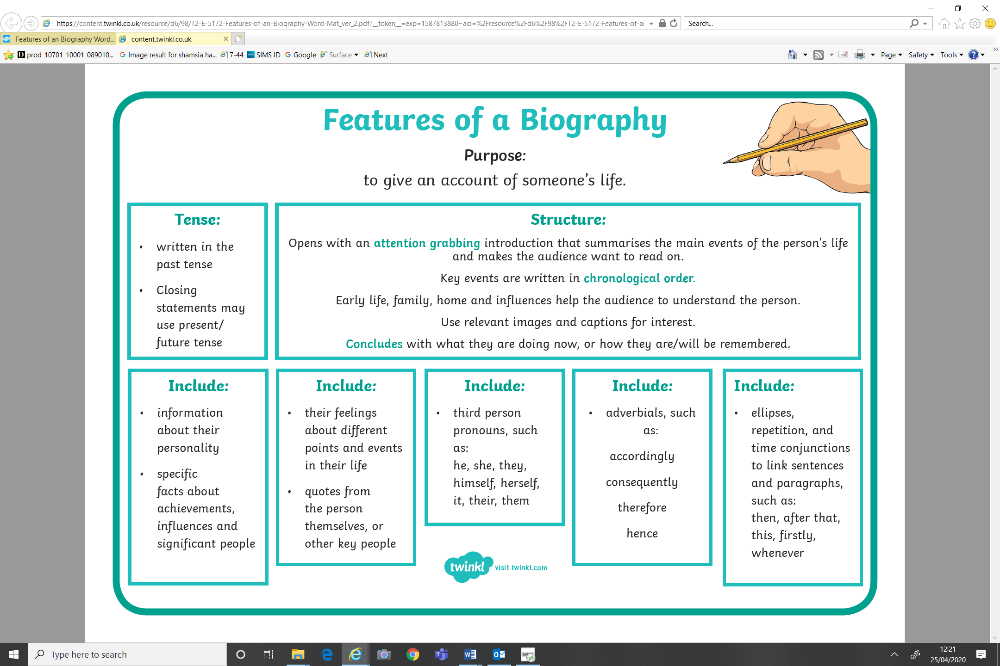 https://content.twinkl.co.uk/resource/d6/98/T2-E-5172-Features-of-an-Biography-Word-Mat_ver_2.pdf?__token__=exp=1587813880~acl=%2Fresource%2Fd6%2F98%2FT2-E-5172-Features-of-ai
Search...
Features of an Biography Word...
content.twinkl.co.uk
prod_10701_10001_089010...
Image result for shamsia ha...
7-44
SIMS ID
Google
Surface
Next
Page
Safety
Tools
Features of a Biography
Purpose:
to give an account of someone's life.
Tense:
• written in the
past tense
• Closing
statements may
use present/
future tense
Structure:
Opens with an attention grabbing introduction that summarises the main events of the person's life
and makes the audience want to read on.
Key events are written in chronological order.
Early life, family, home and influences help the audience to understand the person.
Use relevant images and captions for interest.
Concludes with what they are doing now, or how they are/will be remembered.
Include:
• information
about their
personality
• specific
facts about
achievements,
influences and
significant people
Include:
• their feelings
about different
points and events
in their life
• quotes from
the person
themselves, or
other key people
Include:
• third person
pronouns, such
as:
he, she, they,
himself, herself,
it, their, them
Include:
• adverbials, such
as:
accordingly
consequently
therefore
hence
Include:
• ellipses,
repetition, and
time conjunctions
to link sentences
and paragraphs,
such as:
then, after that,
this, firstly,
whenever
twinkl visit twinkl.com
Type here to search
12:21
25/04/2020